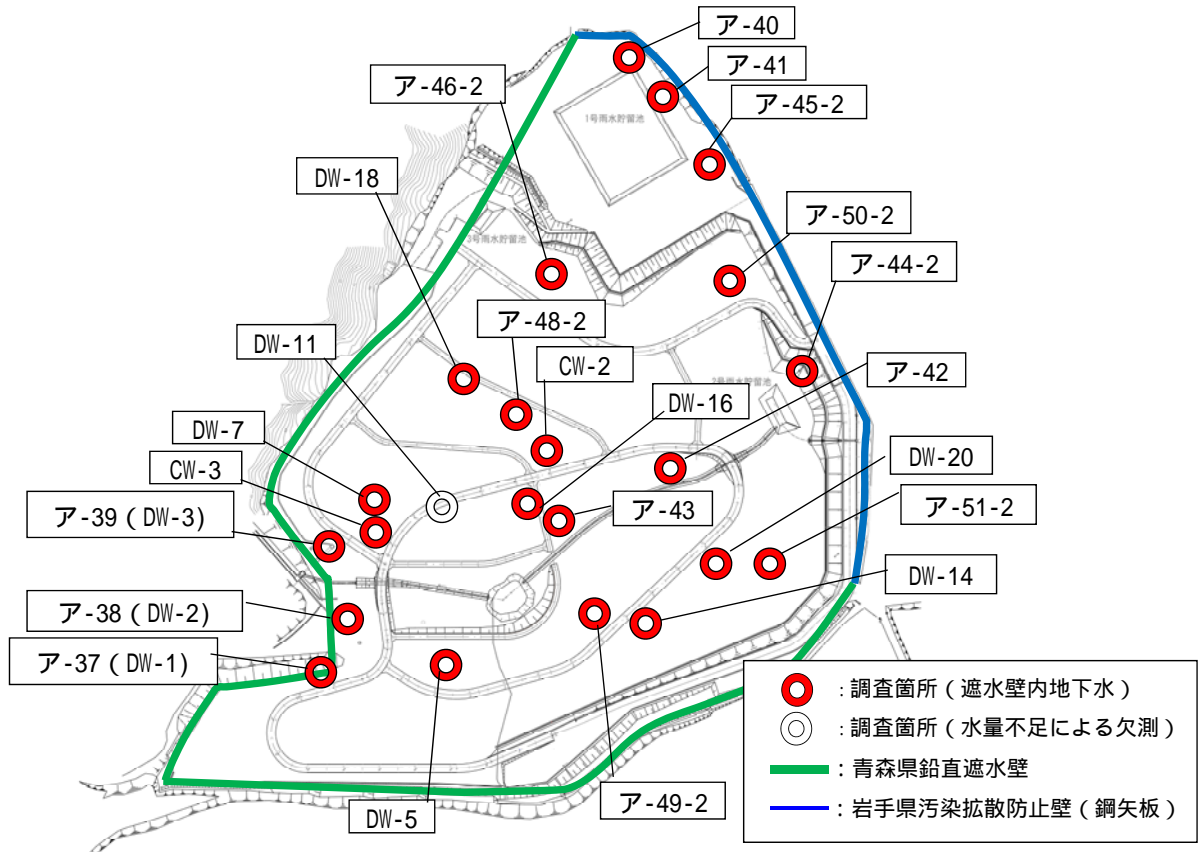 ア-40
ア-41
ア-46-2
ア-45-2
1号雨水貯留池
DW-18
ア-50-2
3号雨水貯留池
ア-44-2
ア-48-2
DW-11
CW-2
ア-42
2号雨水貯留池
DW-16
DW-7
DW-20
CW-3
ア-43
ア-51-2
ア-39（DW-3）
DW-14
ア-38（DW-2）
ア-37（DW-1）
DW-5
ア-49-2
：調査箇所（遮水壁内地下水）
：調査箇所（水量不足による欠測）
：青森県鉛直遮水壁
：岩手県汚染拡散防止壁（鋼矢板）